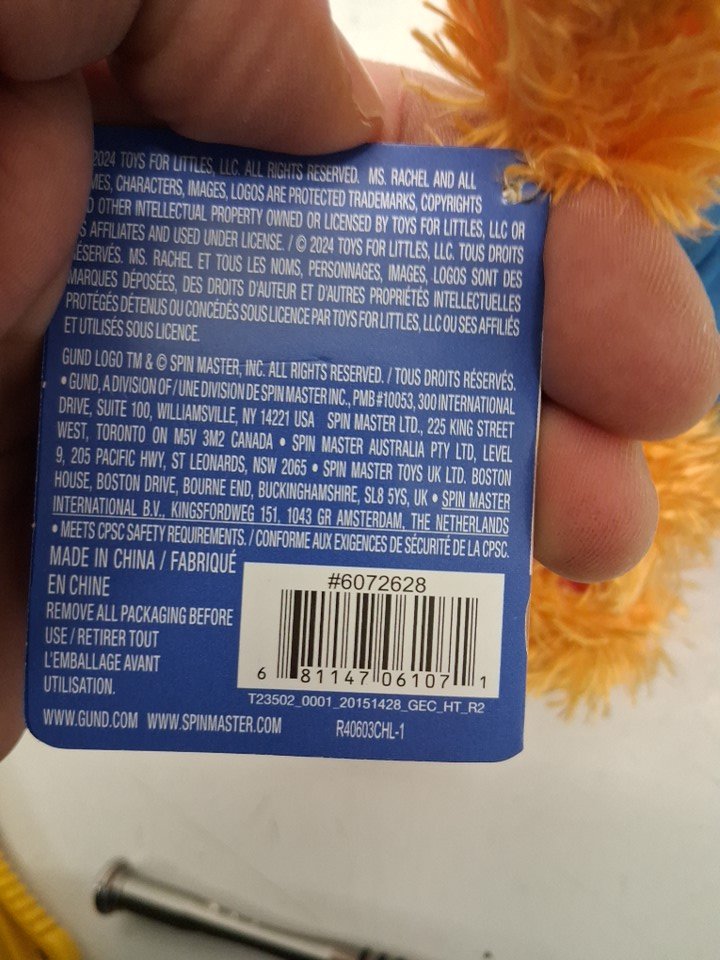 2024 TOYS FOR LITTLES, LLC. ALL RIGHTS RESERVED. MS. RACHEL AND ALL
MES, CHARACTERS, IMAGES, LOGOS ARE PROTECTED TRADEMARKS, COPYRIGHTS
D OTHER INTELLECTUAL PROPERTY OWNED OR LICENSED BY TOYS FOR LITTLES, LLC OR
S AFFILIATES AND USED UNDER LICENSE. / © 2024 TOYS FOR LITTLES, LLC. TOUS DROITS
RÉSERVÉS. MS. RACHEL ET TOUS LES NOMS, PERSONNAGES, IMAGES, LOGOS SONT DES
MARQUES DÉPOSÉES, DES DROITS D'AUTEUR ET D'AUTRES PROPRIÉTÉS INTELLECTUELLES
PROTÉGÉS DÉTENUS OU CONCÉDÉS SOUS LICENCE PAR TOYS FOR LITTLES, LLC OU SES AFFILIÉS
ET UTILISÉS SOUS LICENCE.
GUND LOGO TM & © SPIN MASTER, INC. ALL RIGHTS RESERVED. / TOUS DROITS RÉSERVÉS.
• GUND, A DIVISION OF / UNE DIVISION DE SPIN MASTER INC., PMB #10053, 300 INTERNATIONAL
DRIVE, SUITE 100, WILLIAMSVILLE, NY 14221 USA SPIN MASTER LTD., 225 KING STREET
WEST, TORONTO ON M5V 3M2 CANADA • SPIN MASTER AUSTRALIA PTY LTD, LEVEL
9, 205 PACIFIC HWY, ST LEONARDS, NSW 2065 • SPIN MASTER TOYS UK LTD. BOSTON
HOUSE, BOSTON DRIVE, BOURNE END, BUCKINGHAMSHIRE, SL8 5YS, UK • SPIN MASTER
INTERNATIONAL B.V., KINGSFORDWEG 151, 1043 GR AMSTERDAM, THE NETHERLANDS
• MEETS CPSC SAFETY REQUIREMENTS. / CONFORME AUX EXIGENCES DE SÉCURITÉ DE LA CPSC.
MADE IN CHINA / FABRIQUÉ
EN CHINE
REMOVE ALL PACKAGING BEFORE
USE / RETIRER TOUT
L'EMBALLAGE AVANT
UTILISATION.
#6072628
6 81147 06107 1
T23502_0001_20151428_GEC_HT_R2
WWW.GUND.COM WWW.SPINMASTER.COM R40603CHL-1